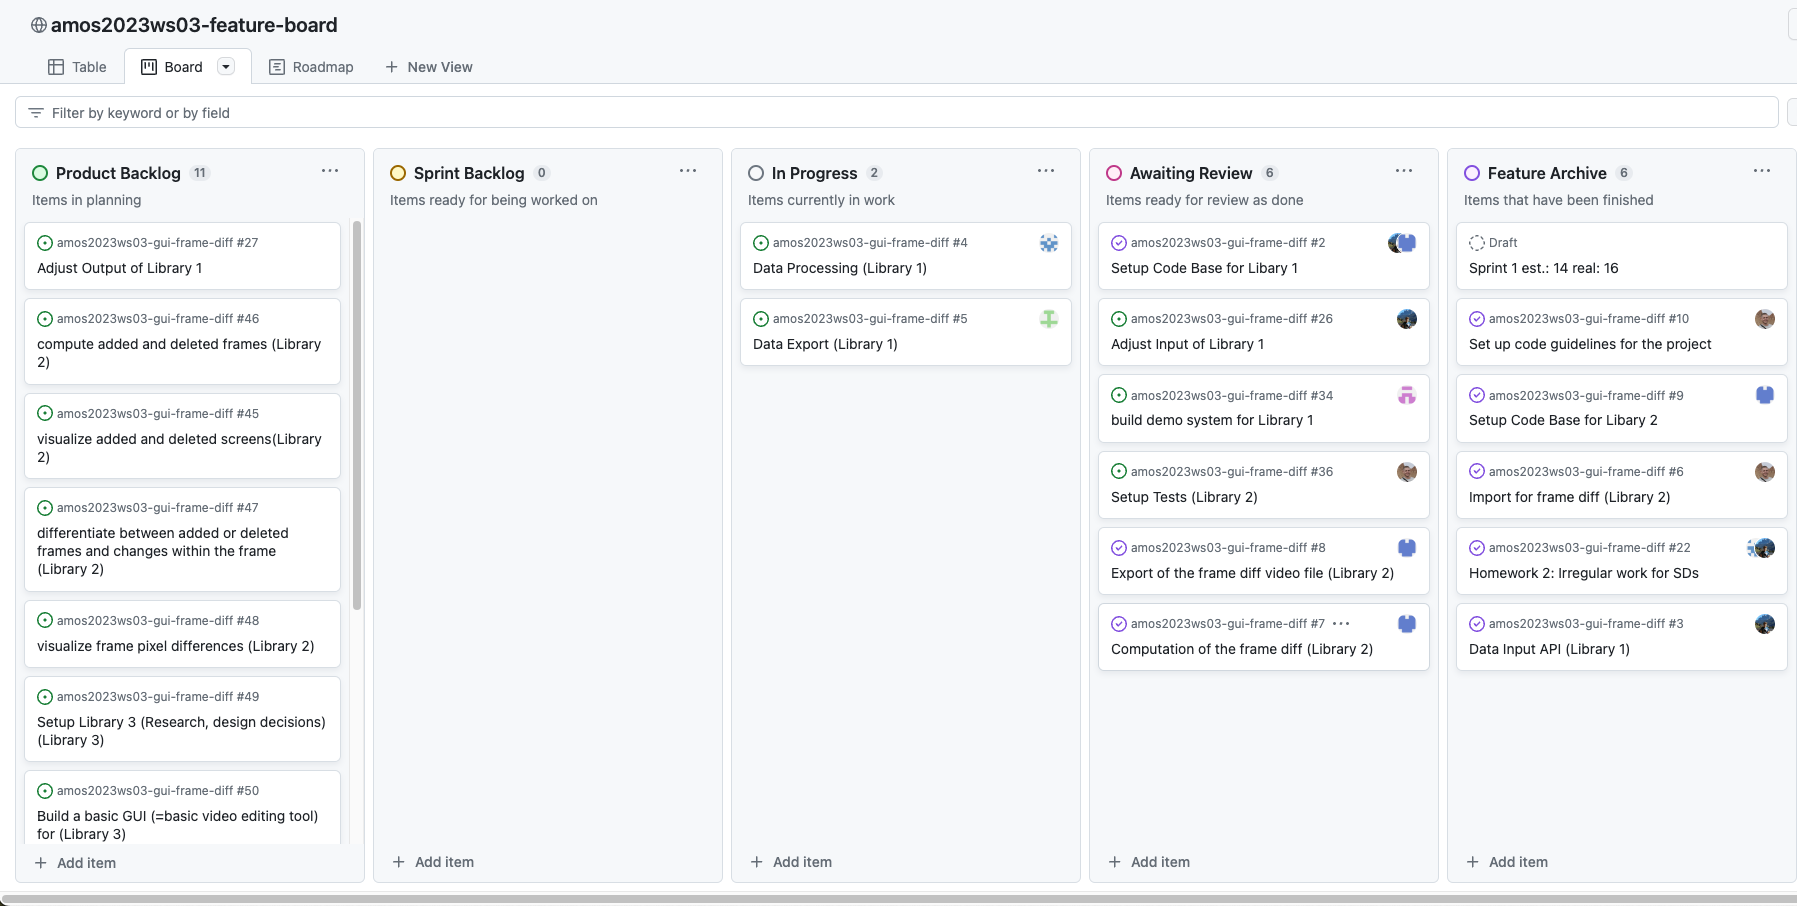 amos2023ws03-feature-board
Table
Board
Roadmap
New View
Filter by keyword or by field
Product Backlog 11
Items in planning
amos2023ws03-gui-frame-diff #27
Adjust Output of Library 1
amos2023ws03-gui-frame-diff #46
compute added and deleted frames (Library
2)
amos2023ws03-gui-frame-diff #45
visualize added and deleted screens(Library
2)
amos2023ws03-gui-frame-diff #47
differentiate between added or deleted
frames and changes within the frame
(Library 2)
amos2023ws03-gui-frame-diff #48
visualize frame pixel differences (Library 2)
amos2023ws03-gui-frame-diff #49
Setup Library 3 (Research, design decisions)
(Library 3)
amos2023ws03-gui-frame-diff #50
Build a basic GUI (=basic video editing tool)
for (Library 3)
Add item
Sprint Backlog 0
Items ready for being worked on
Add item
In Progress 2
Items currently in work
amos2023ws03-gui-frame-diff #4
Data Processing (Library 1)
amos2023ws03-gui-frame-diff #5
Data Export (Library 1)
Add item
Awaiting Review 6
Items ready for review as done
amos2023ws03-gui-frame-diff #2
Setup Code Base for Libary 1
amos2023ws03-gui-frame-diff #26
Adjust Input of Library 1
amos2023ws03-gui-frame-diff #34
build demo system for Library 1
amos2023ws03-gui-frame-diff #36
Setup Tests (Library 2)
amos2023ws03-gui-frame-diff #8
Export of the frame diff video file (Library 2)
amos2023ws03-gui-frame-diff #7
Computation of the frame diff (Library 2)
Add item
Feature Archive 6
Items that have been finished
Draft
Sprint 1 est.: 14 real: 16
amos2023ws03-gui-frame-diff #10
Set up code guidelines for the project
amos2023ws03-gui-frame-diff #9
Setup Code Base for Libary 2
amos2023ws03-gui-frame-diff #6
Import for frame diff (Library 2)
amos2023ws03-gui-frame-diff #22
Homework 2: Irregular work for SDs
amos2023ws03-gui-frame-diff #3
Data Input API (Library 1)
Add item